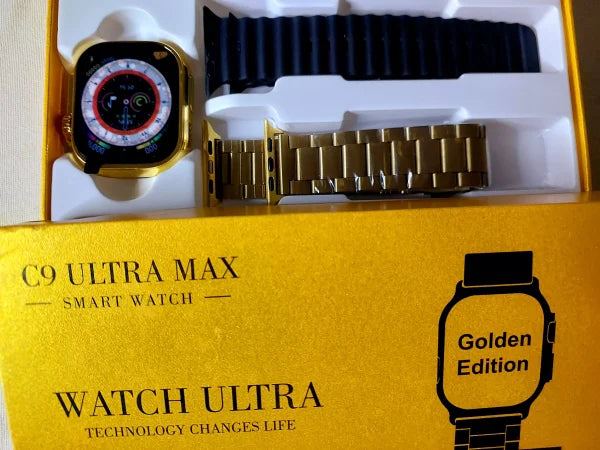 C9 ULTRA MAX
SMART WATCH
Golden
Edition
WATCH ULTRA
TECHNOLOGY CHANGES LIFE